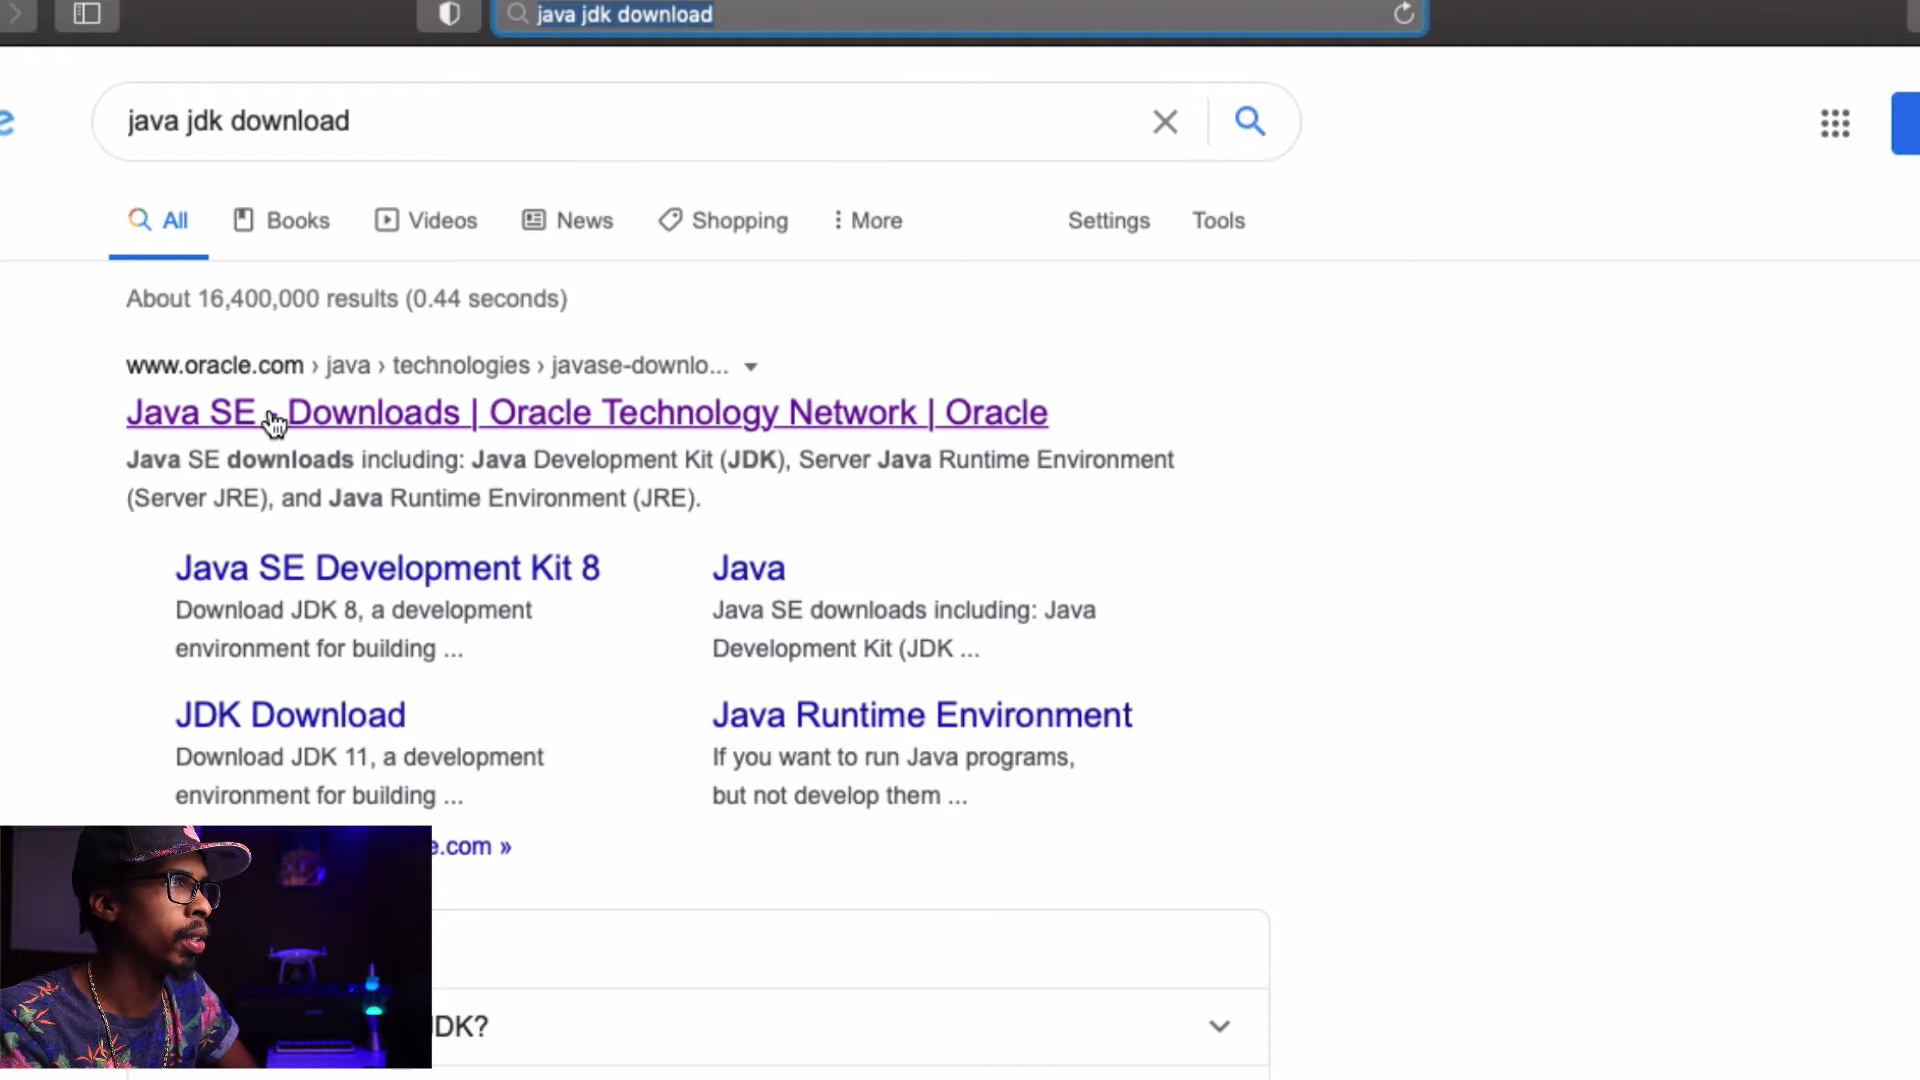 java jdk download
java jdk download
All Books Videos News Shopping More Settings Tools
About 16,400,000 results (0.44 seconds)
www.oracle.com › java › technologies › javase-downlo...
Java SE Downloads | Oracle Technology Network | Oracle
Java SE downloads including: Java Development Kit (JDK), Server Java Runtime Environment
(Server JRE), and Java Runtime Environment (JRE).
Java SE Development Kit 8
Download JDK 8, a development
environment for building ...
Java
Java SE downloads including: Java
Development Kit (JDK ...
JDK Download
Download JDK 11, a development
environment for building ...
Java Runtime Environment
If you want to run Java programs,
but not develop them ...
e.com »
DK?